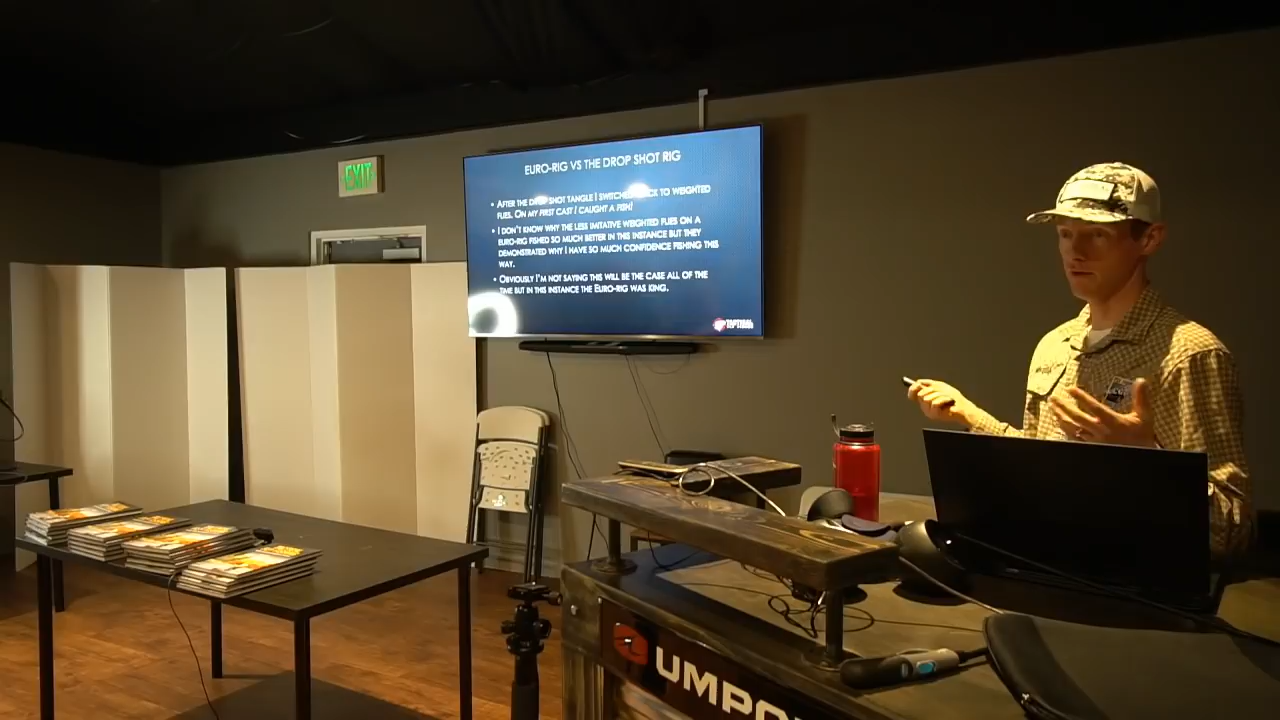 EXIT
EURO-RIG VS THE DROP SHOT RIG
• AFTER THE DROP SHOT TANGLE I SWITCHED BACK TO WEIGHTED
FLIES. ON MY FIRST CAST I CAUGHT A FISH!
• I DON'T KNOW WHY THE LESS IMITATIVE WEIGHTED FLIES ON A
EURO-RIG FISHED SO MUCH BETTER IN THIS INSTANCE BUT THEY
DEMONSTRATED WHY I HAVE SO MUCH CONFIDENCE FISHING THIS
WAY.
• OBVIOUSLY I'M NOT SAYING THIS WILL BE THE CASE ALL OF THE
TIME BUT IN THIS INSTANCE THE EURO-RIG WAS KING.
TACTICAL
UMPQ